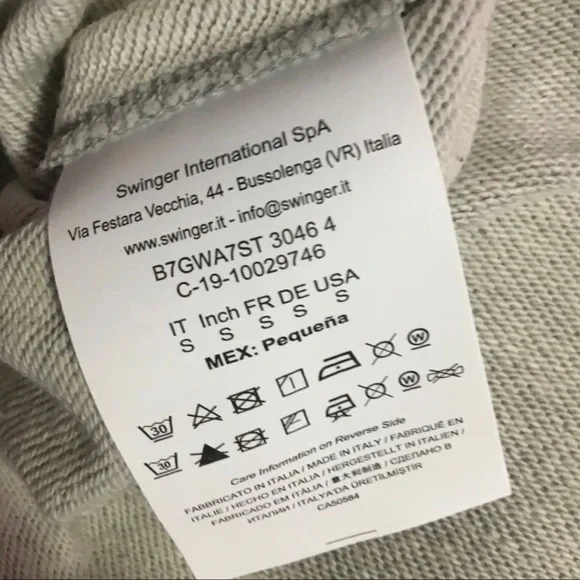 Swinger International SpA
Via Festara Vecchia, 44 - Bussolenga (VR) Italia
www.swinger.it - info@swinger.it
B7GWA7ST 3046 4
C-19-10029746
IT Inch FR DE USA
S S S S S
MEX: Pequeña
30 W
30 W
Care Information on Reverse Side
FABBRICATO IN ITALIA / MADE IN ITALY / FABRIQUÉ EN
ITALIE / HECHO EN ITALIA / HERGESTELLT IN ITALIEN /
FABRICADO EM ITÁLIA / 意大利制造 / СДЕЛАНО В
ИТАЛИИ / ITALYA'DA ÜRETİLMİŞTİR
CA50584